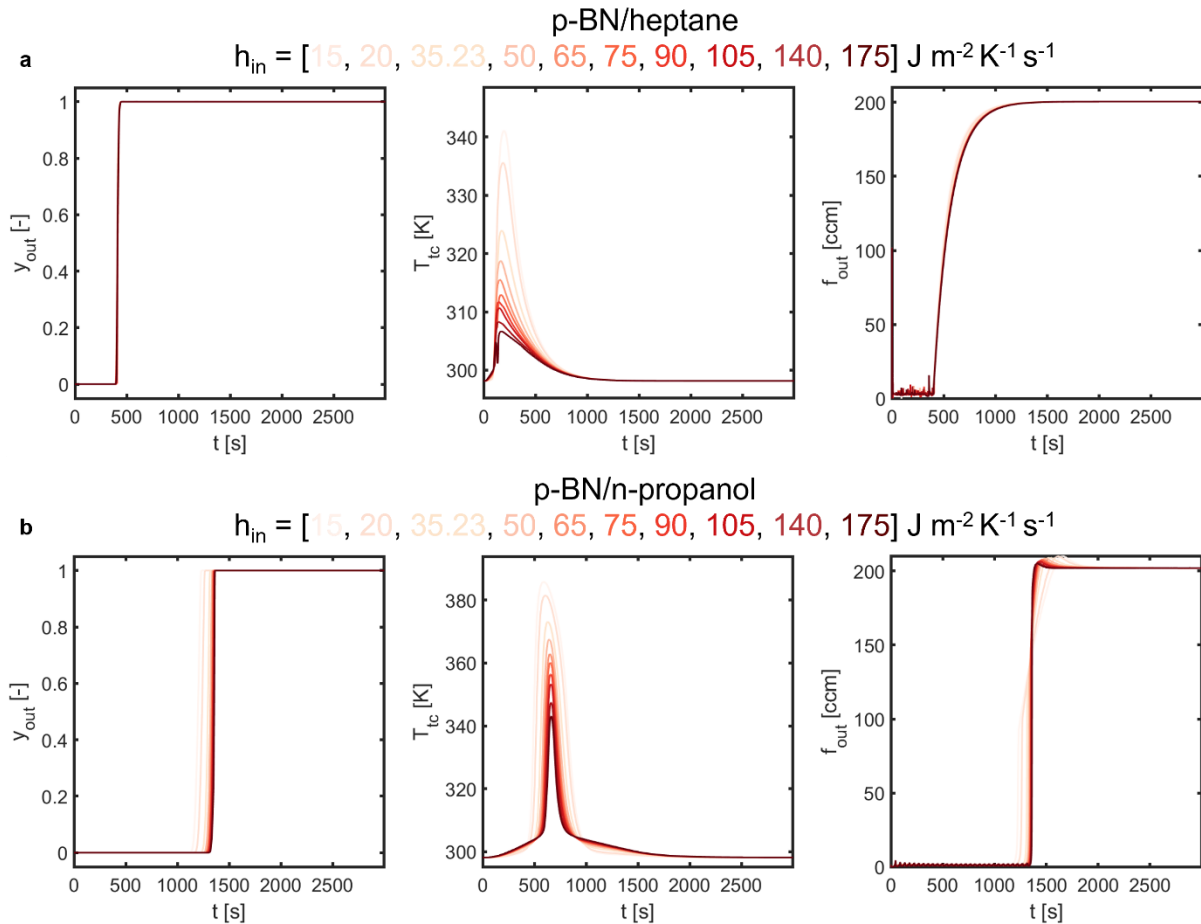 p-BN/heptane
a
h_in = [15, 20, 35.23, 50, 65, 75, 90, 105, 140, 175] J m⁻² K⁻¹ s⁻¹
1
0.8
0.6
0.4
0.2
0
y_out [-]
0 500 1000 1500 2000 2500
t [s]
340
330
320
310
300
T_tc [K]
0 500 1000 1500 2000 2500
t [s]
200
150
100
50
0
f_out [ccm]
0 500 1000 1500 2000 2500
t [s]
p-BN/n-propanol
b
h_in = [15, 20, 35.23, 50, 65, 75, 90, 105, 140, 175] J m⁻² K⁻¹ s⁻¹
1
0.8
0.6
0.4
0.2
0
y_out [-]
0 500 1000 1500 2000 2500
t [s]
380
360
340
320
300
T_tc [K]
0 500 1000 1500 2000 2500
t [s]
200
150
100
50
0
f_out [ccm]
0 500 1000 1500 2000 2500
t [s]